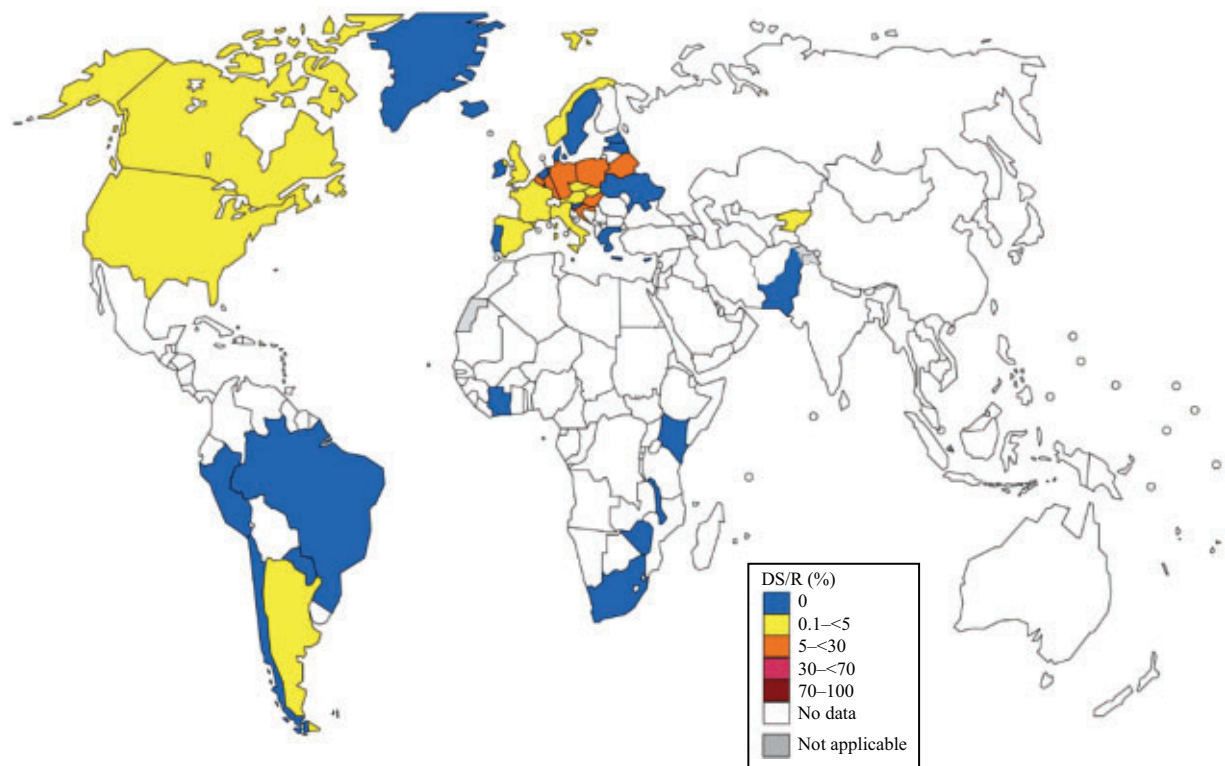 DS/R (%)
0
0.1–<5
5–<30
30–<70
70–100
No data
Not applicable